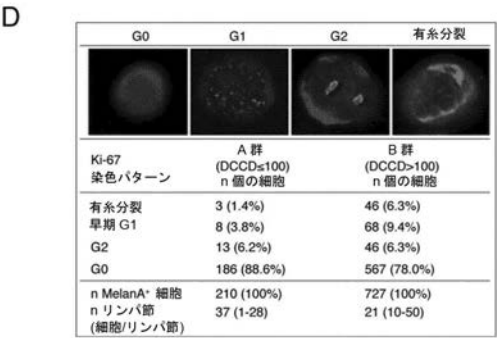 D
G0 G1 G2 有糸分裂
Ki-67
染色パターン
A 群
(DCCD≤100)
n 個の細胞
B 群
(DCCD>100)
n 個の細胞
有糸分裂 3 (1.4%) 46 (6.3%)
早期 G1 8 (3.8%) 68 (9.4%)
G2 13 (6.2%) 46 (6.3%)
G0 186 (88.6%) 567 (78.0%)
n MelanA⁺ 細胞 210 (100%) 727 (100%)
n リンパ節 37 (1-28) 21 (10-50)
(細胞/リンパ節)